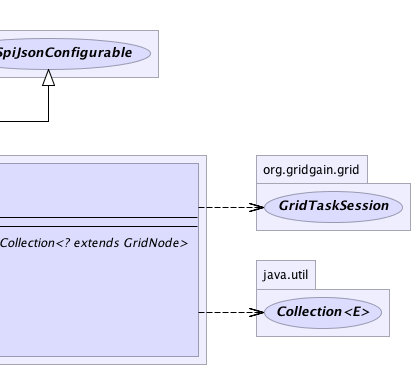 SpiJsonConfigurable
org.gridgain.grid
GridTaskSession
Collection<? extends GridNode>
java.util
Collection<E>